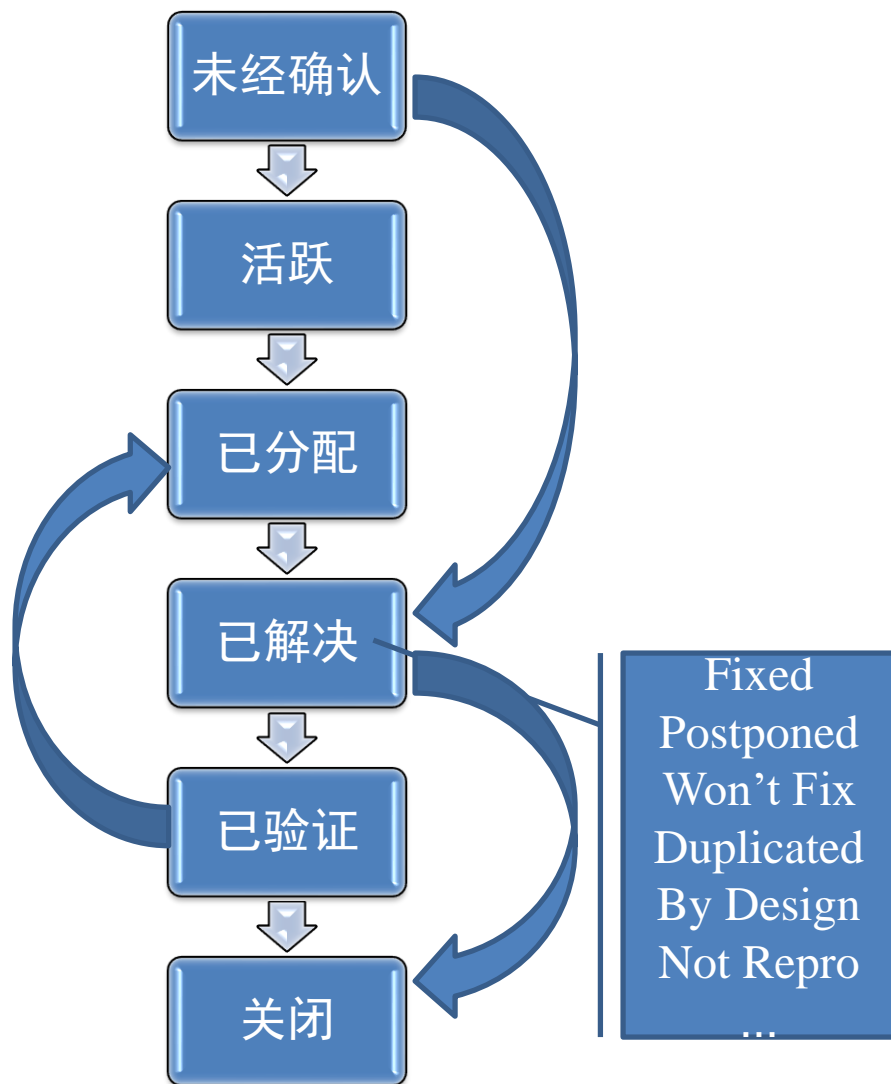 未经确认
活跃
已分配
已解决
已验证
关闭
Fixed
Postponed
Won’t Fix
Duplicated
By Design
Not Repro
...